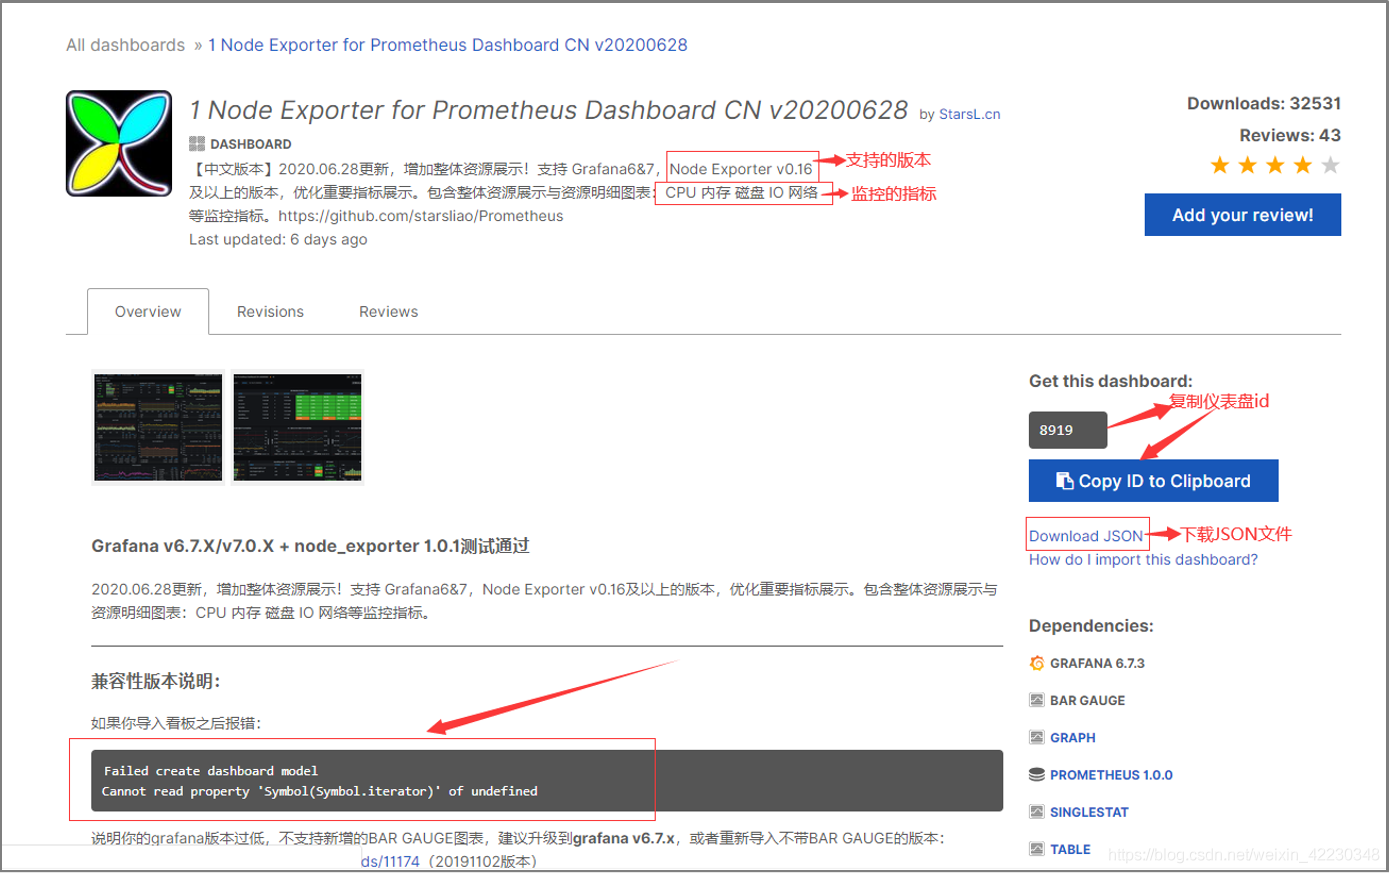 All dashboards » 1 Node Exporter for Prometheus Dashboard CN v20200628
1 Node Exporter for Prometheus Dashboard CN v20200628 by StarsL.cn
DASHBOARD
【中文版本】2020.06.28更新，增加整体资源展示！支持 Grafana6&7，Node Exporter v0.16
支持的版本
及以上的版本，优化重要指标展示。包含整体资源展示与资源明细图表：CPU 内存 磁盘 IO 网络
监控的指标
等监控指标。https://github.com/starsliao/Prometheus
Last updated: 6 days ago
Downloads: 32531
Reviews: 43
Add your review!
Overview
Revisions
Reviews
Get this dashboard:
复制仪表盘id
8919
Copy ID to Clipboard
Download JSON
下载JSON文件
How do I import this dashboard?
Grafana v6.7.X/v7.0.X + node_exporter 1.0.1测试通过
2020.06.28更新，增加整体资源展示！支持 Grafana6&7，Node Exporter v0.16及以上的版本，优化重要指标展示。包含整体资源展示与
资源明细图表：CPU 内存 磁盘 IO 网络等监控指标。
兼容性版本说明：
如果你导入看板之后报错：
Failed create dashboard model
Cannot read property 'Symbol(Symbol.iterator)' of undefined
说明你的grafana版本过低，不支持新增的BAR GAUGE图表，建议升级到grafana v6.7.x，或者重新导入不带BAR GAUGE的版本：
ds/11174（20191102版本）
Dependencies:
GRAFANA 6.7.3
BAR GAUGE
GRAPH
PROMETHEUS 1.0.0
SINGLESTAT
TABLE
https://blog.csdn.net/weixin_42230348